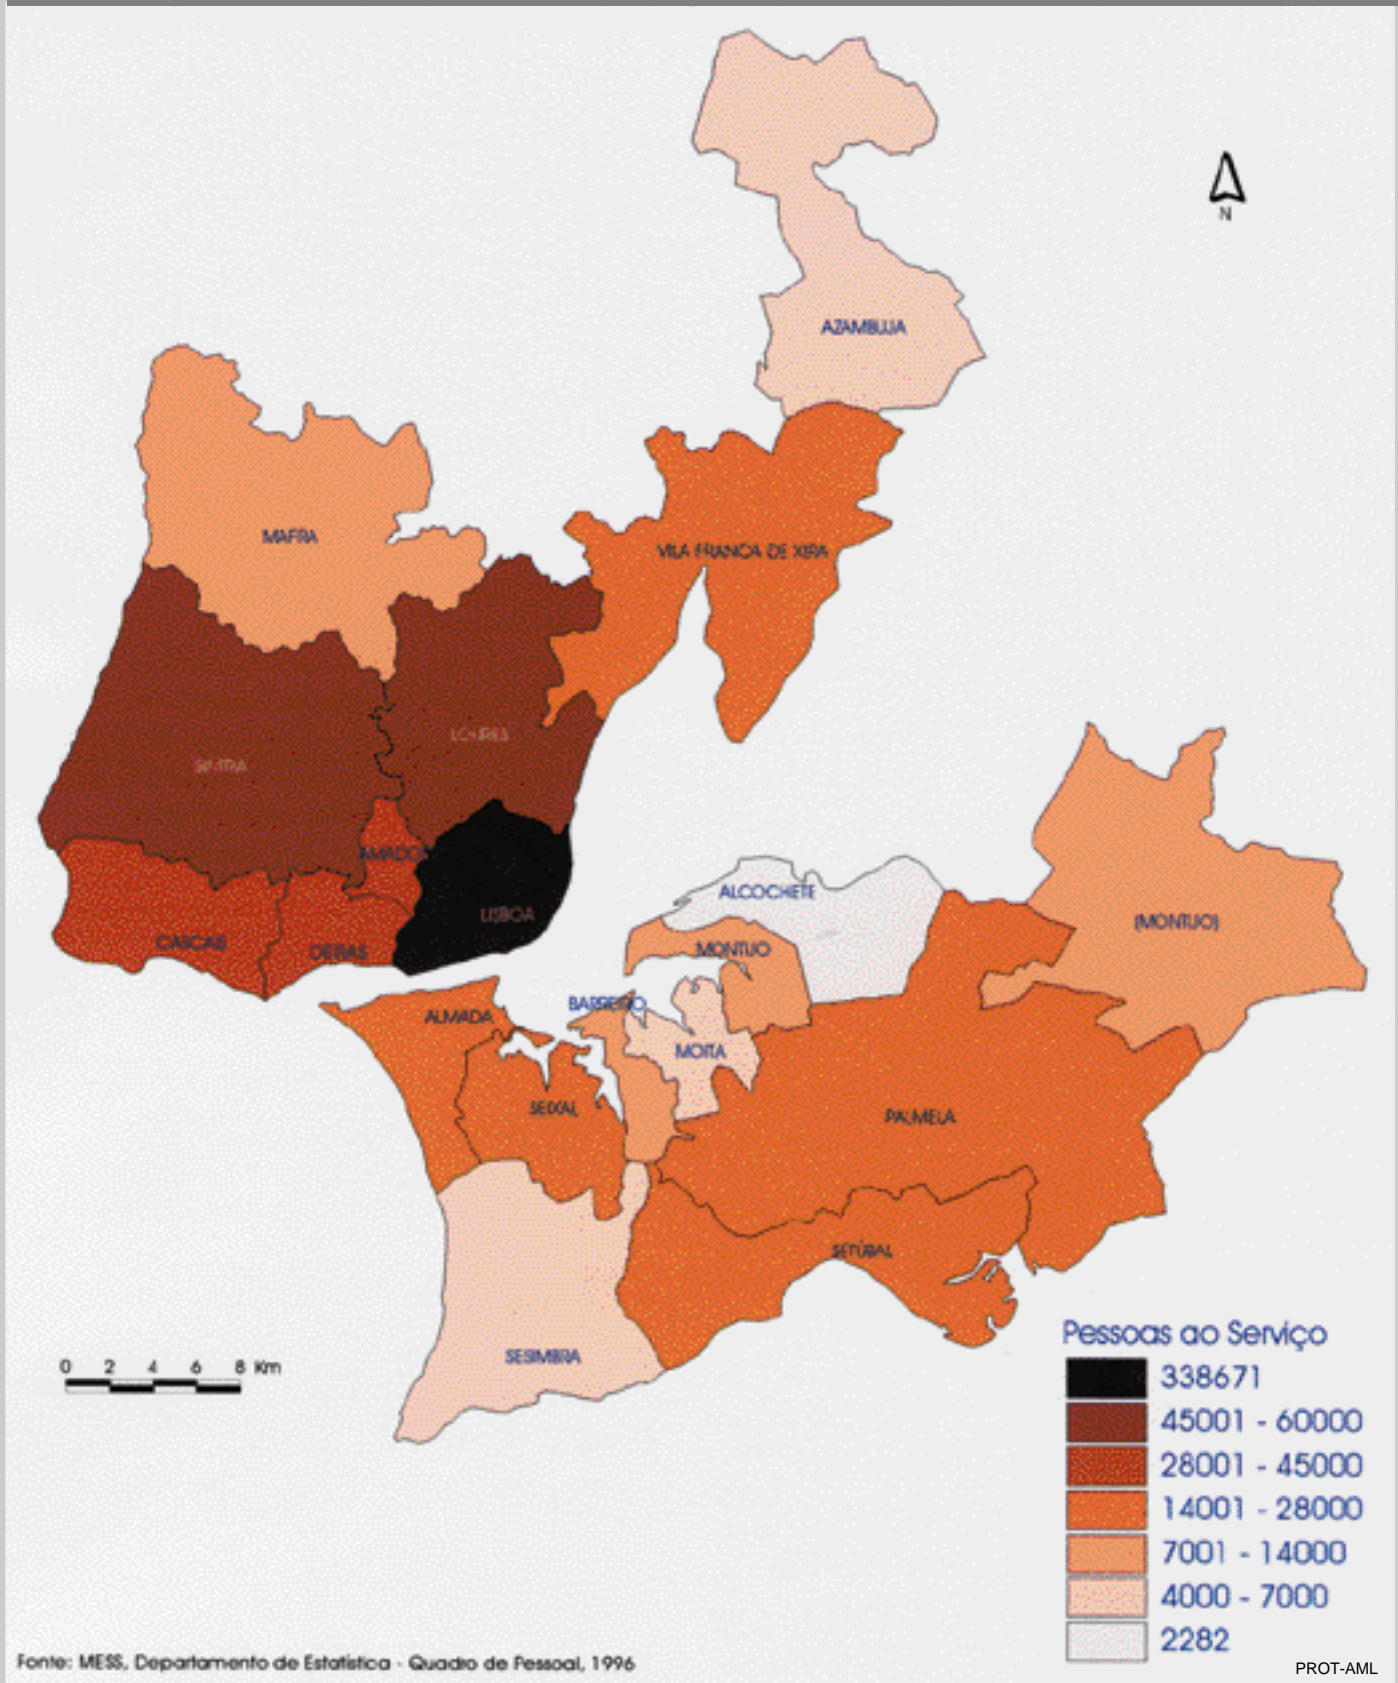 N
AZAMBUJA
MAFRA
VILA FRANCA DE XIRA
LOURES
SINTRA
AMADO
ALCOCHETE
LISBOA
(MONTIJO)
CASCAIS
OEIRAS
MONTIJO
BARREIRO
ALMADA
MOITA
SEIXAL
PALMELA
SETÚBAL
SESIMBRA
0 2 4 6 8 Km
Pessoas ao Serviço
338671
45001 - 60000
28001 - 45000
14001 - 28000
7001 - 14000
4000 - 7000
2282
Fonte: MESS, Departamento de Estatística - Quadro de Pessoal, 1996
PROT-AML